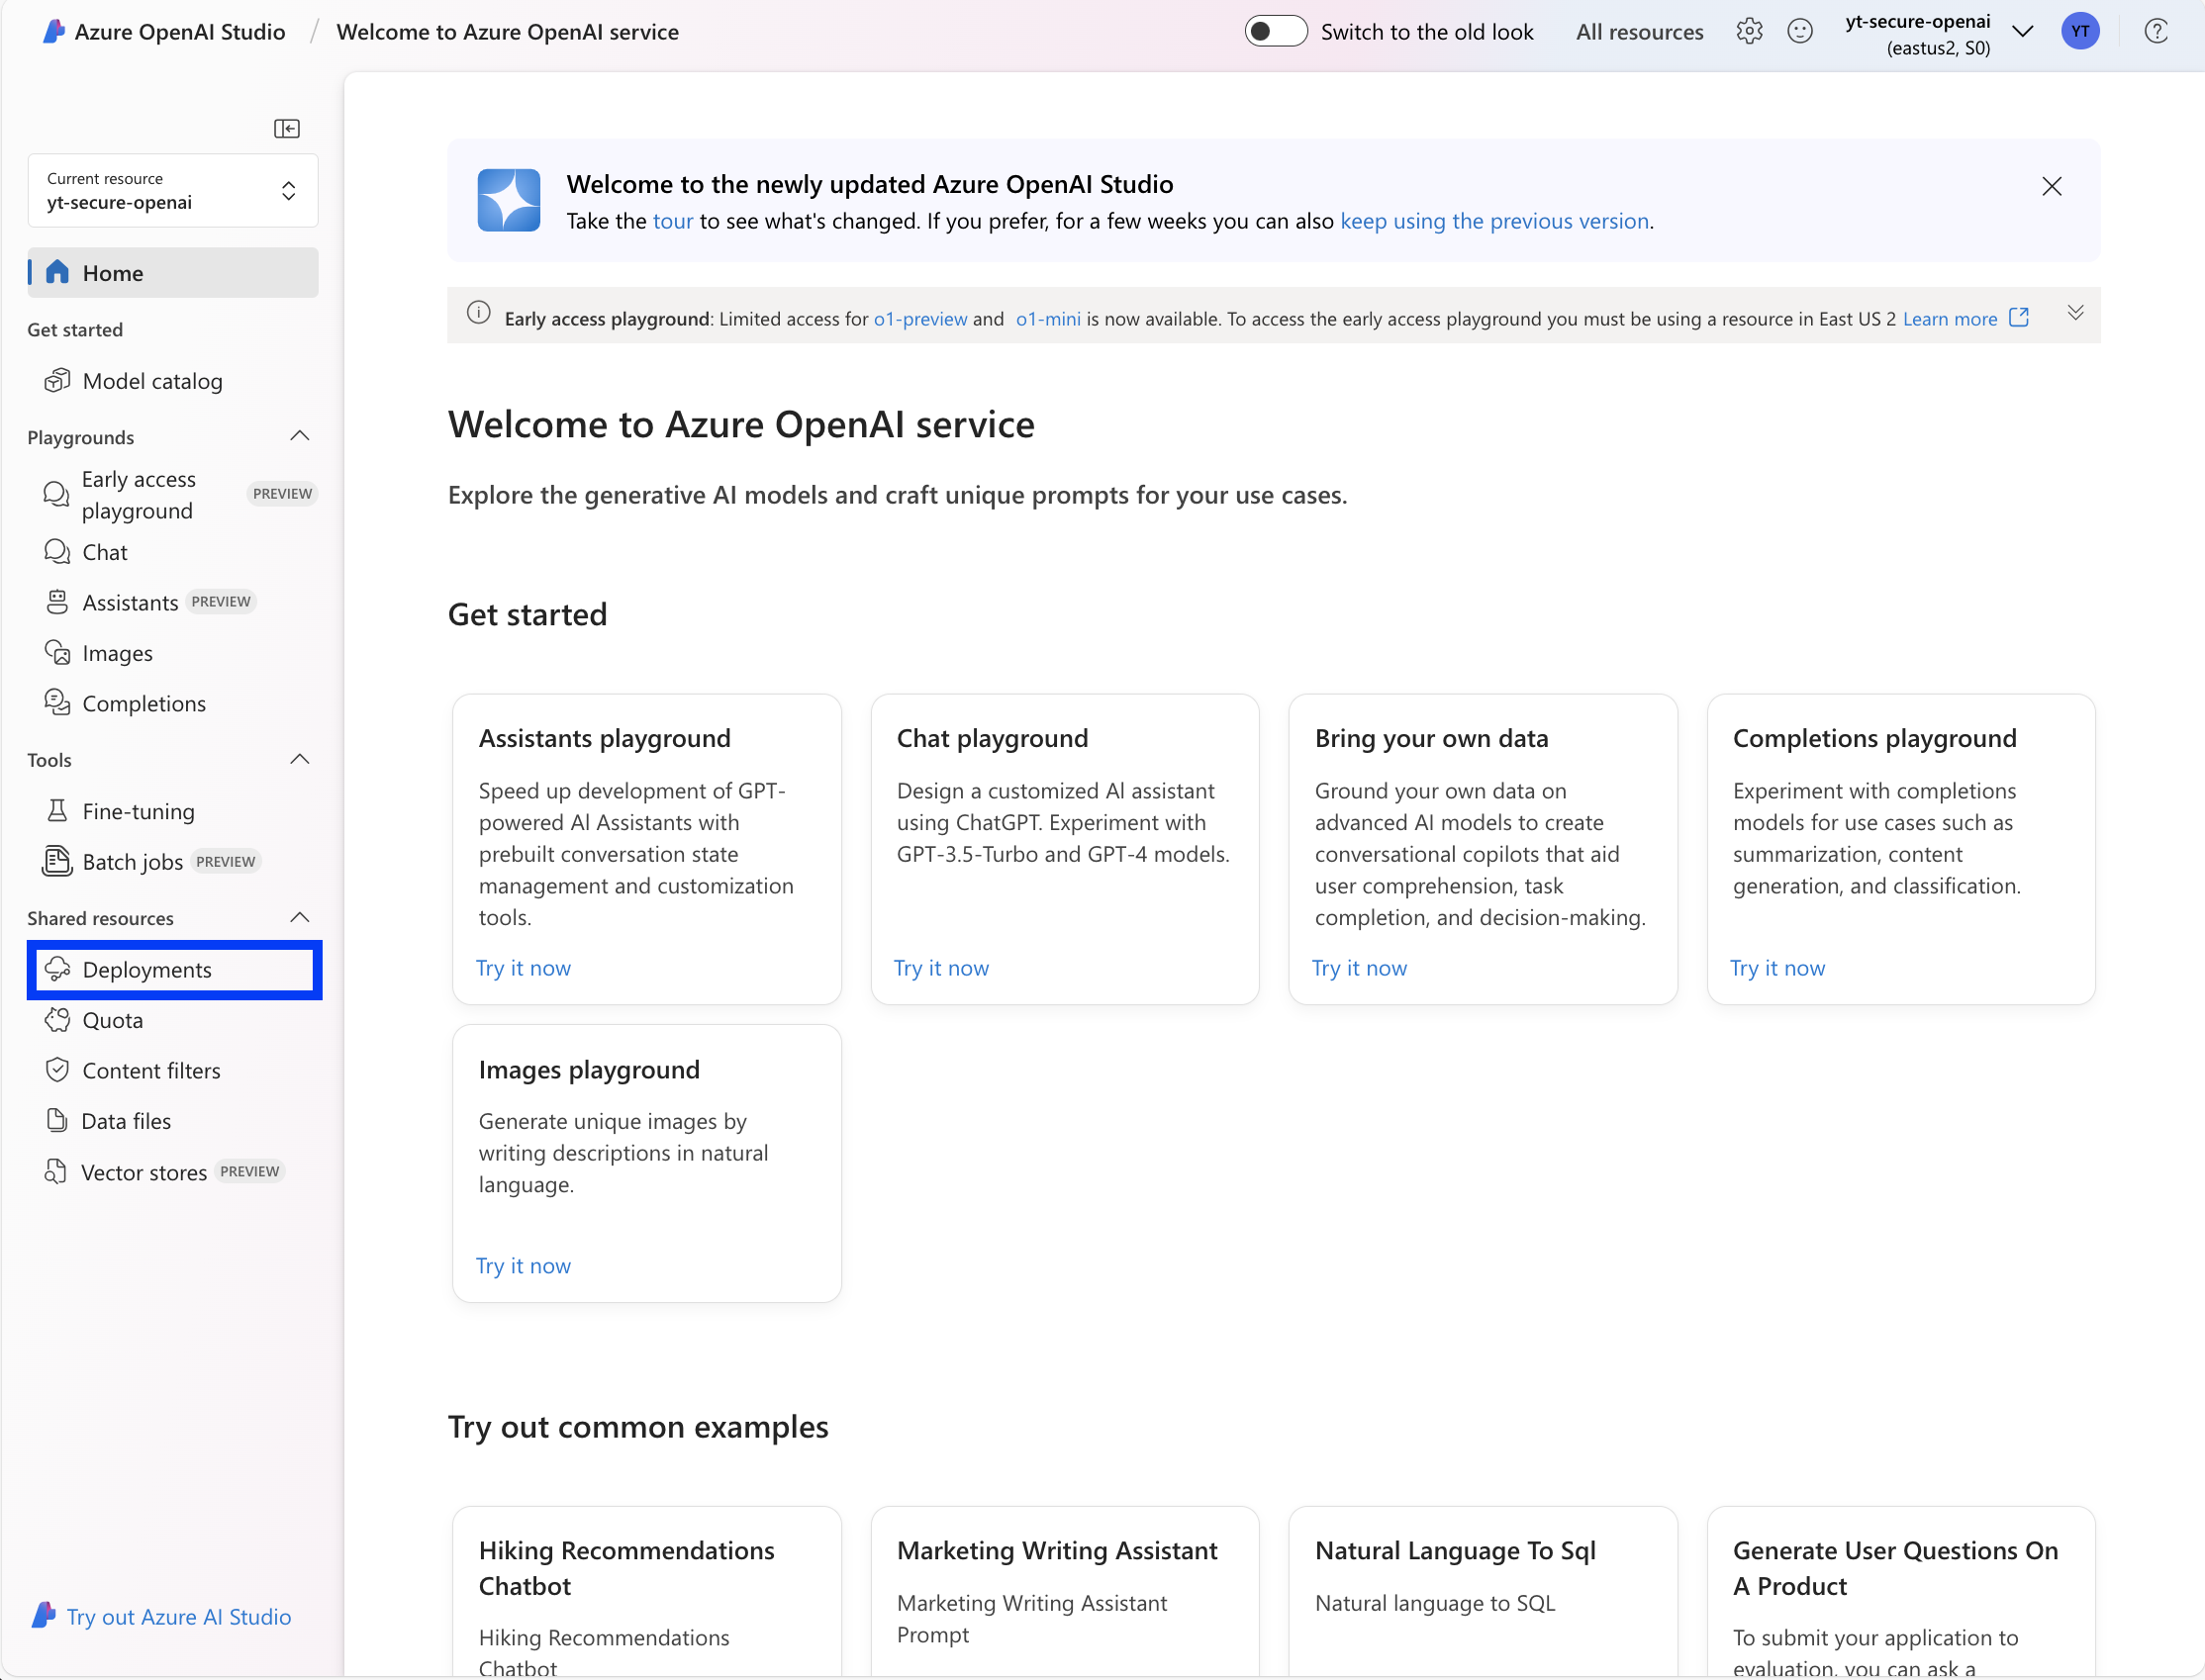 Azure OpenAI Studio / Welcome to Azure OpenAI service
Switch to the old look
All resources
yt-secure-openai
(eastus2, S0)
YT
Current resource
yt-secure-openai
Home
Get started
Model catalog
Playgrounds
Early access
playground
PREVIEW
Chat
Assistants PREVIEW
Images
Completions
Tools
Fine-tuning
Batch jobs PREVIEW
Shared resources
Deployments
Quota
Content filters
Data files
Vector stores PREVIEW
Try out Azure AI Studio
Welcome to the newly updated Azure OpenAI Studio
Take the tour to see what's changed. If you prefer, for a few weeks you can also keep using the previous version.
Early access playground: Limited access for o1-preview and o1-mini is now available. To access the early access playground you must be using a resource in East US 2 Learn more
Welcome to Azure OpenAI service
Explore the generative AI models and craft unique prompts for your use cases.
Get started
Assistants playground
Speed up development of GPT-
powered AI Assistants with
prebuilt conversation state
management and customization
tools.
Try it now
Chat playground
Design a customized AI assistant
using ChatGPT. Experiment with
GPT-3.5-Turbo and GPT-4 models.
Try it now
Bring your own data
Ground your own data on
advanced AI models to create
conversational copilots that aid
user comprehension, task
completion, and decision-making.
Try it now
Completions playground
Experiment with completions
models for use cases such as
summarization, content
generation, and classification.
Try it now
Images playground
Generate unique images by
writing descriptions in natural
language.
Try it now
Try out common examples
Hiking Recommendations
Chatbot
Hiking Recommendations
Chatbot
Marketing Writing Assistant
Marketing Writing Assistant
Prompt
Natural Language To Sql
Natural language to SQL
Generate User Questions On
A Product
To submit your application to
evaluation, you can ask a